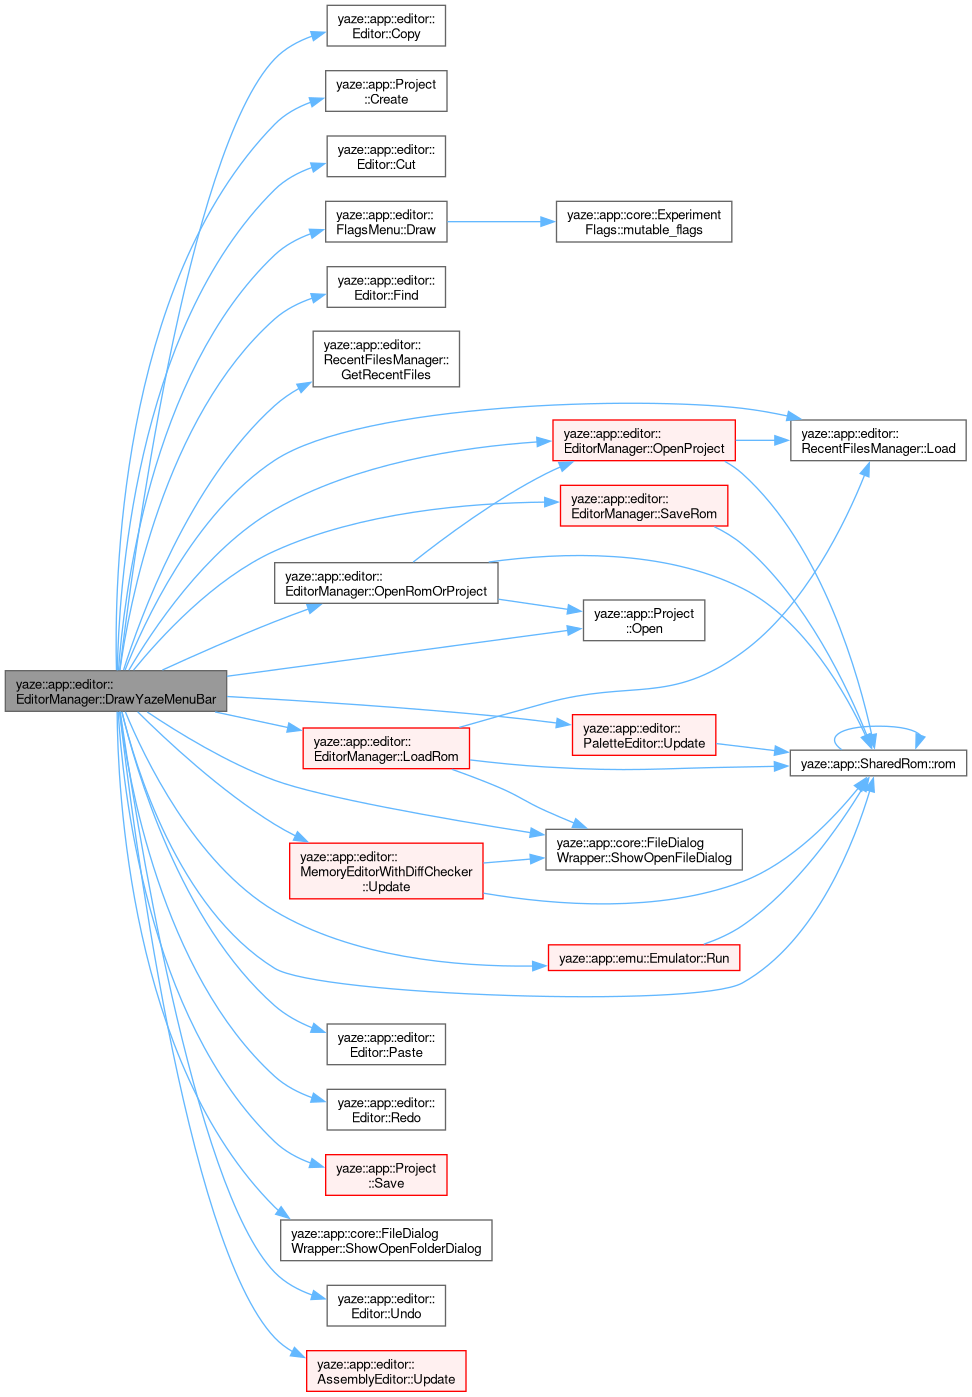 yaze::app::editor::
Editor::Copy
yaze::app::Project
::Create
yaze::app::editor::
Editor::Cut
yaze::app::editor::
FlagsMenu::Draw
yaze::app::core::Experiment
Flags::mutable_flags
yaze::app::editor::
Editor::Find
yaze::app::editor::
RecentFilesManager::
GetRecentFiles
yaze::app::editor::
EditorManager::OpenProject
yaze::app::editor::
RecentFilesManager::Load
yaze::app::editor::
EditorManager::SaveRom
yaze::app::editor::
EditorManager::OpenRomOrProject
yaze::app::Project
::Open
yaze::app::editor::
EditorManager::DrawYazeMenuBar
yaze::app::editor::
PaletteEditor::Update
yaze::app::editor::
EditorManager::LoadRom
yaze::app::SharedRom::rom
yaze::app::core::FileDialog
Wrapper::ShowOpenFileDialog
yaze::app::editor::
MemoryEditorWithDiffChecker
::Update
yaze::app::emu::Emulator::Run
yaze::app::editor::
Editor::Paste
yaze::app::editor::
Editor::Redo
yaze::app::Project
::Save
yaze::app::core::FileDialog
Wrapper::ShowOpenFolderDialog
yaze::app::editor::
Editor::Undo
yaze::app::editor::
AssemblyEditor::Update